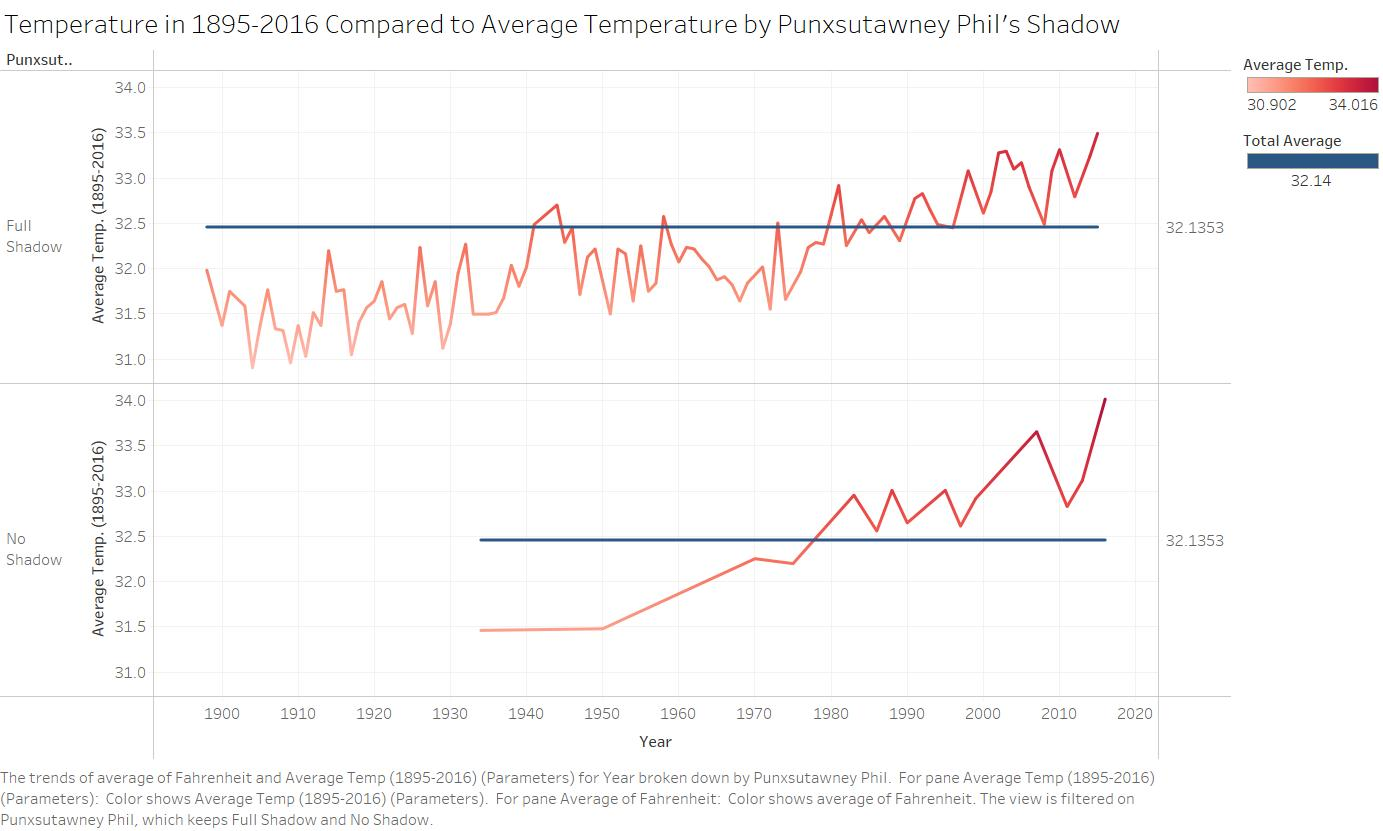 Temperature in 1895-2016 Compared to Average Temperature by Punxsutawney Phil's Shadow
Punxsut..
Average Temp.
30.902 34.016
Total Average
32.14
Full
Shadow
Average Temp. (1895-2016)
34.0
33.5
33.0
32.5
32.0
31.5
31.0
32.1353
No
Shadow
Average Temp. (1895-2016)
34.0
33.5
33.0
32.5
32.0
31.5
31.0
32.1353
1900 1910 1920 1930 1940 1950 1960 1970 1980 1990 2000 2010 2020
Year
The trends of average of Fahrenheit and Average Temp (1895-2016) (Parameters) for Year broken down by Punxsutawney Phil. For pane Average Temp (1895-2016)
(Parameters): Color shows Average Temp (1895-2016) (Parameters). For pane Average of Fahrenheit: Color shows average of Fahrenheit. The view is filtered on
Punxsutawney Phil, which keeps Full Shadow and No Shadow.